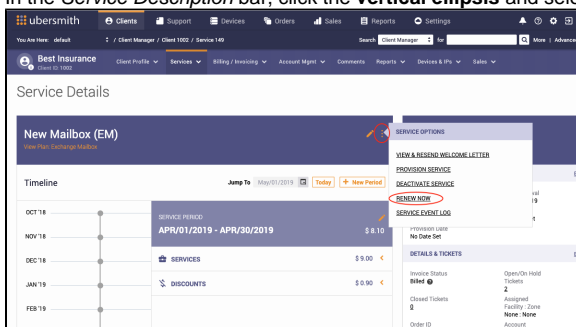 In the Service Description bar, click the vertical ellipsis and sele
ubersmith Clients Support Devices Orders Sales Reports Settings
You Are Here: default / Client Manager / Client 1002 / Service 149 Search Client Manager for More | Advanced
Best Insurance
Client ID: 1002
Client Profile Services Billing / Invoicing Account Mgmt Comments Reports Devices & IPs Sales
Service Details
New Mailbox (EM)
View Plan: Exchange Mailbox
SERVICE OPTIONS
VIEW & RESEND WELCOME LETTER
PROVISION SERVICE
DEACTIVATE SERVICE
RENEW NOW
SERVICE EVENT LOG
Timeline
Jump To May/01/2019 Today + New Period
OCT '18
NOV '18
DEC '18
JAN '19
FEB '19
SERVICE PERIOD
APR/01/2019 - APR/30/2019 $ 8.10
SERVICES $ 9.00
DISCOUNTS $ 0.90
Provision Date
No Date Set
DETAILS & TICKETS
Invoice Status
Billed
Open/On Hold
Tickets
2
Closed Tickets
0
Assigned
Facility : Zone
None : None
Order ID
Account